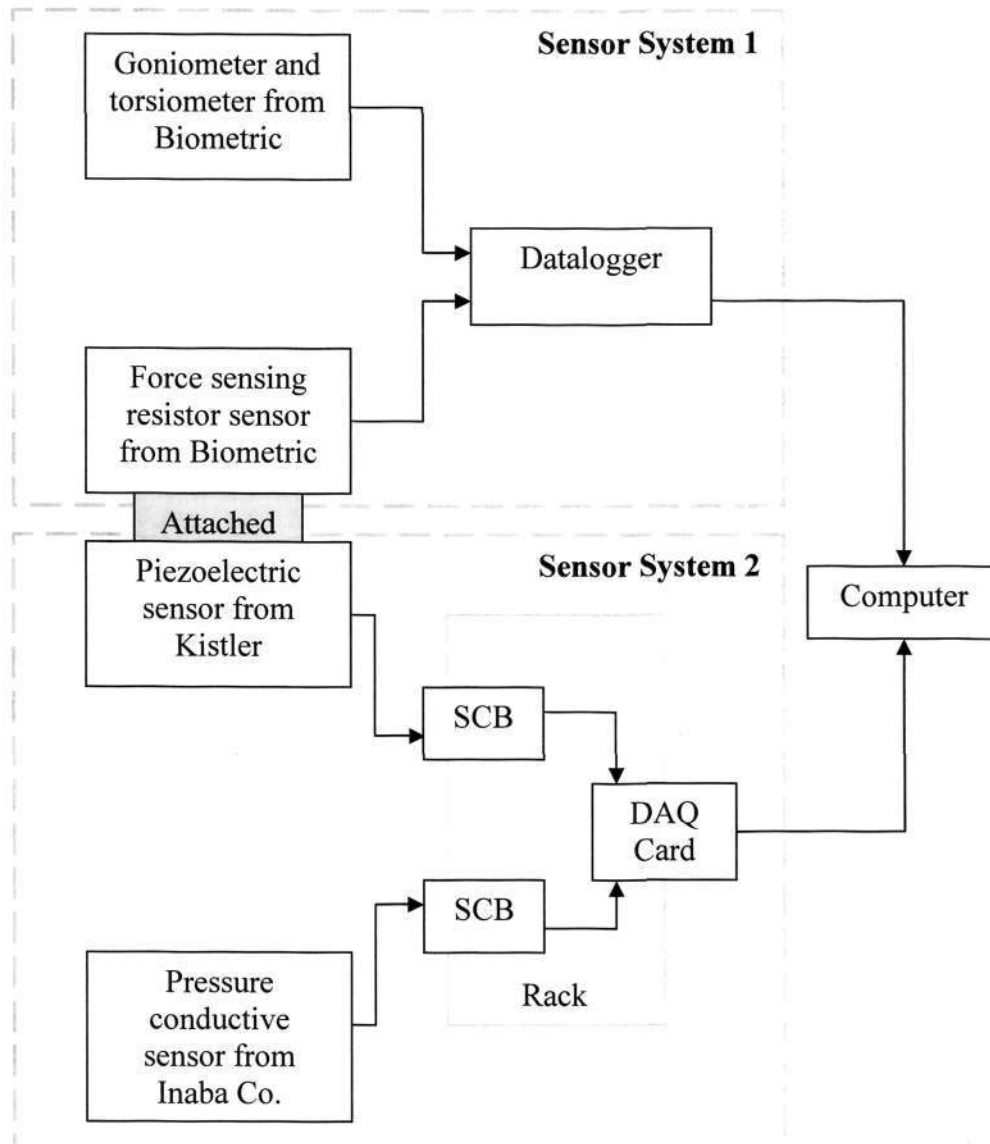 Sensor System 1
Goniometer and
torsiometer from
Biometric
Datalogger
Force sensing
resistor sensor
from Biometric
Attached
Sensor System 2
Piezoelectric
sensor from
Kistler
Computer
SCB
DAQ
Card
SCB
Rack
Pressure
conductive
sensor from
Inaba Co.